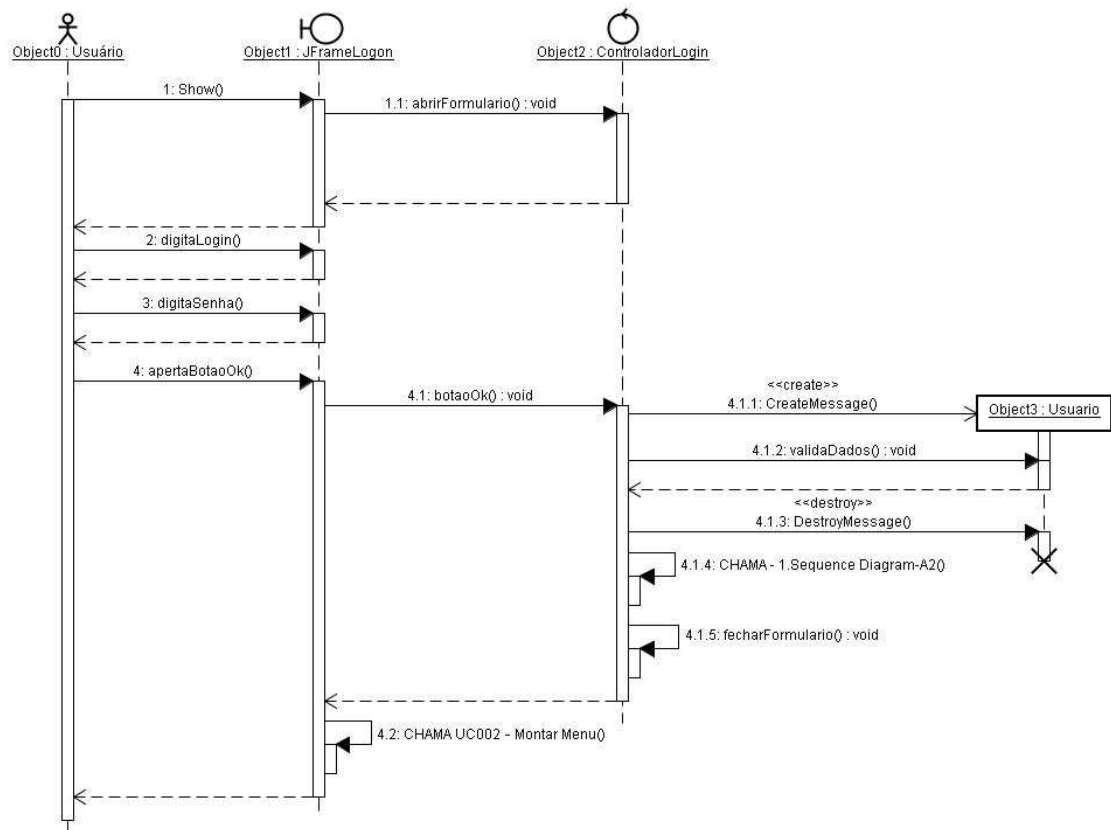 Object0 : Usuário
Object1 : JFrameLogon
Object2 : ControladorLogin
1: Show()
1.1: abrirFormulario() : void
2: digitaLogin()
3: digitaSenha()
4: apertaBotaoOk()
4.1: botaoOk() : void
<<create>>
4.1.1: CreateMessage()
Object3 : Usuario
4.1.2: validaDados() : void
<<destroy>>
4.1.3: DestroyMessage()
4.1.4: CHAMA - 1.Sequence Diagram-A2()
4.1.5: fecharFormulario() : void
4.2: CHAMA UC002 - Montar Menu()